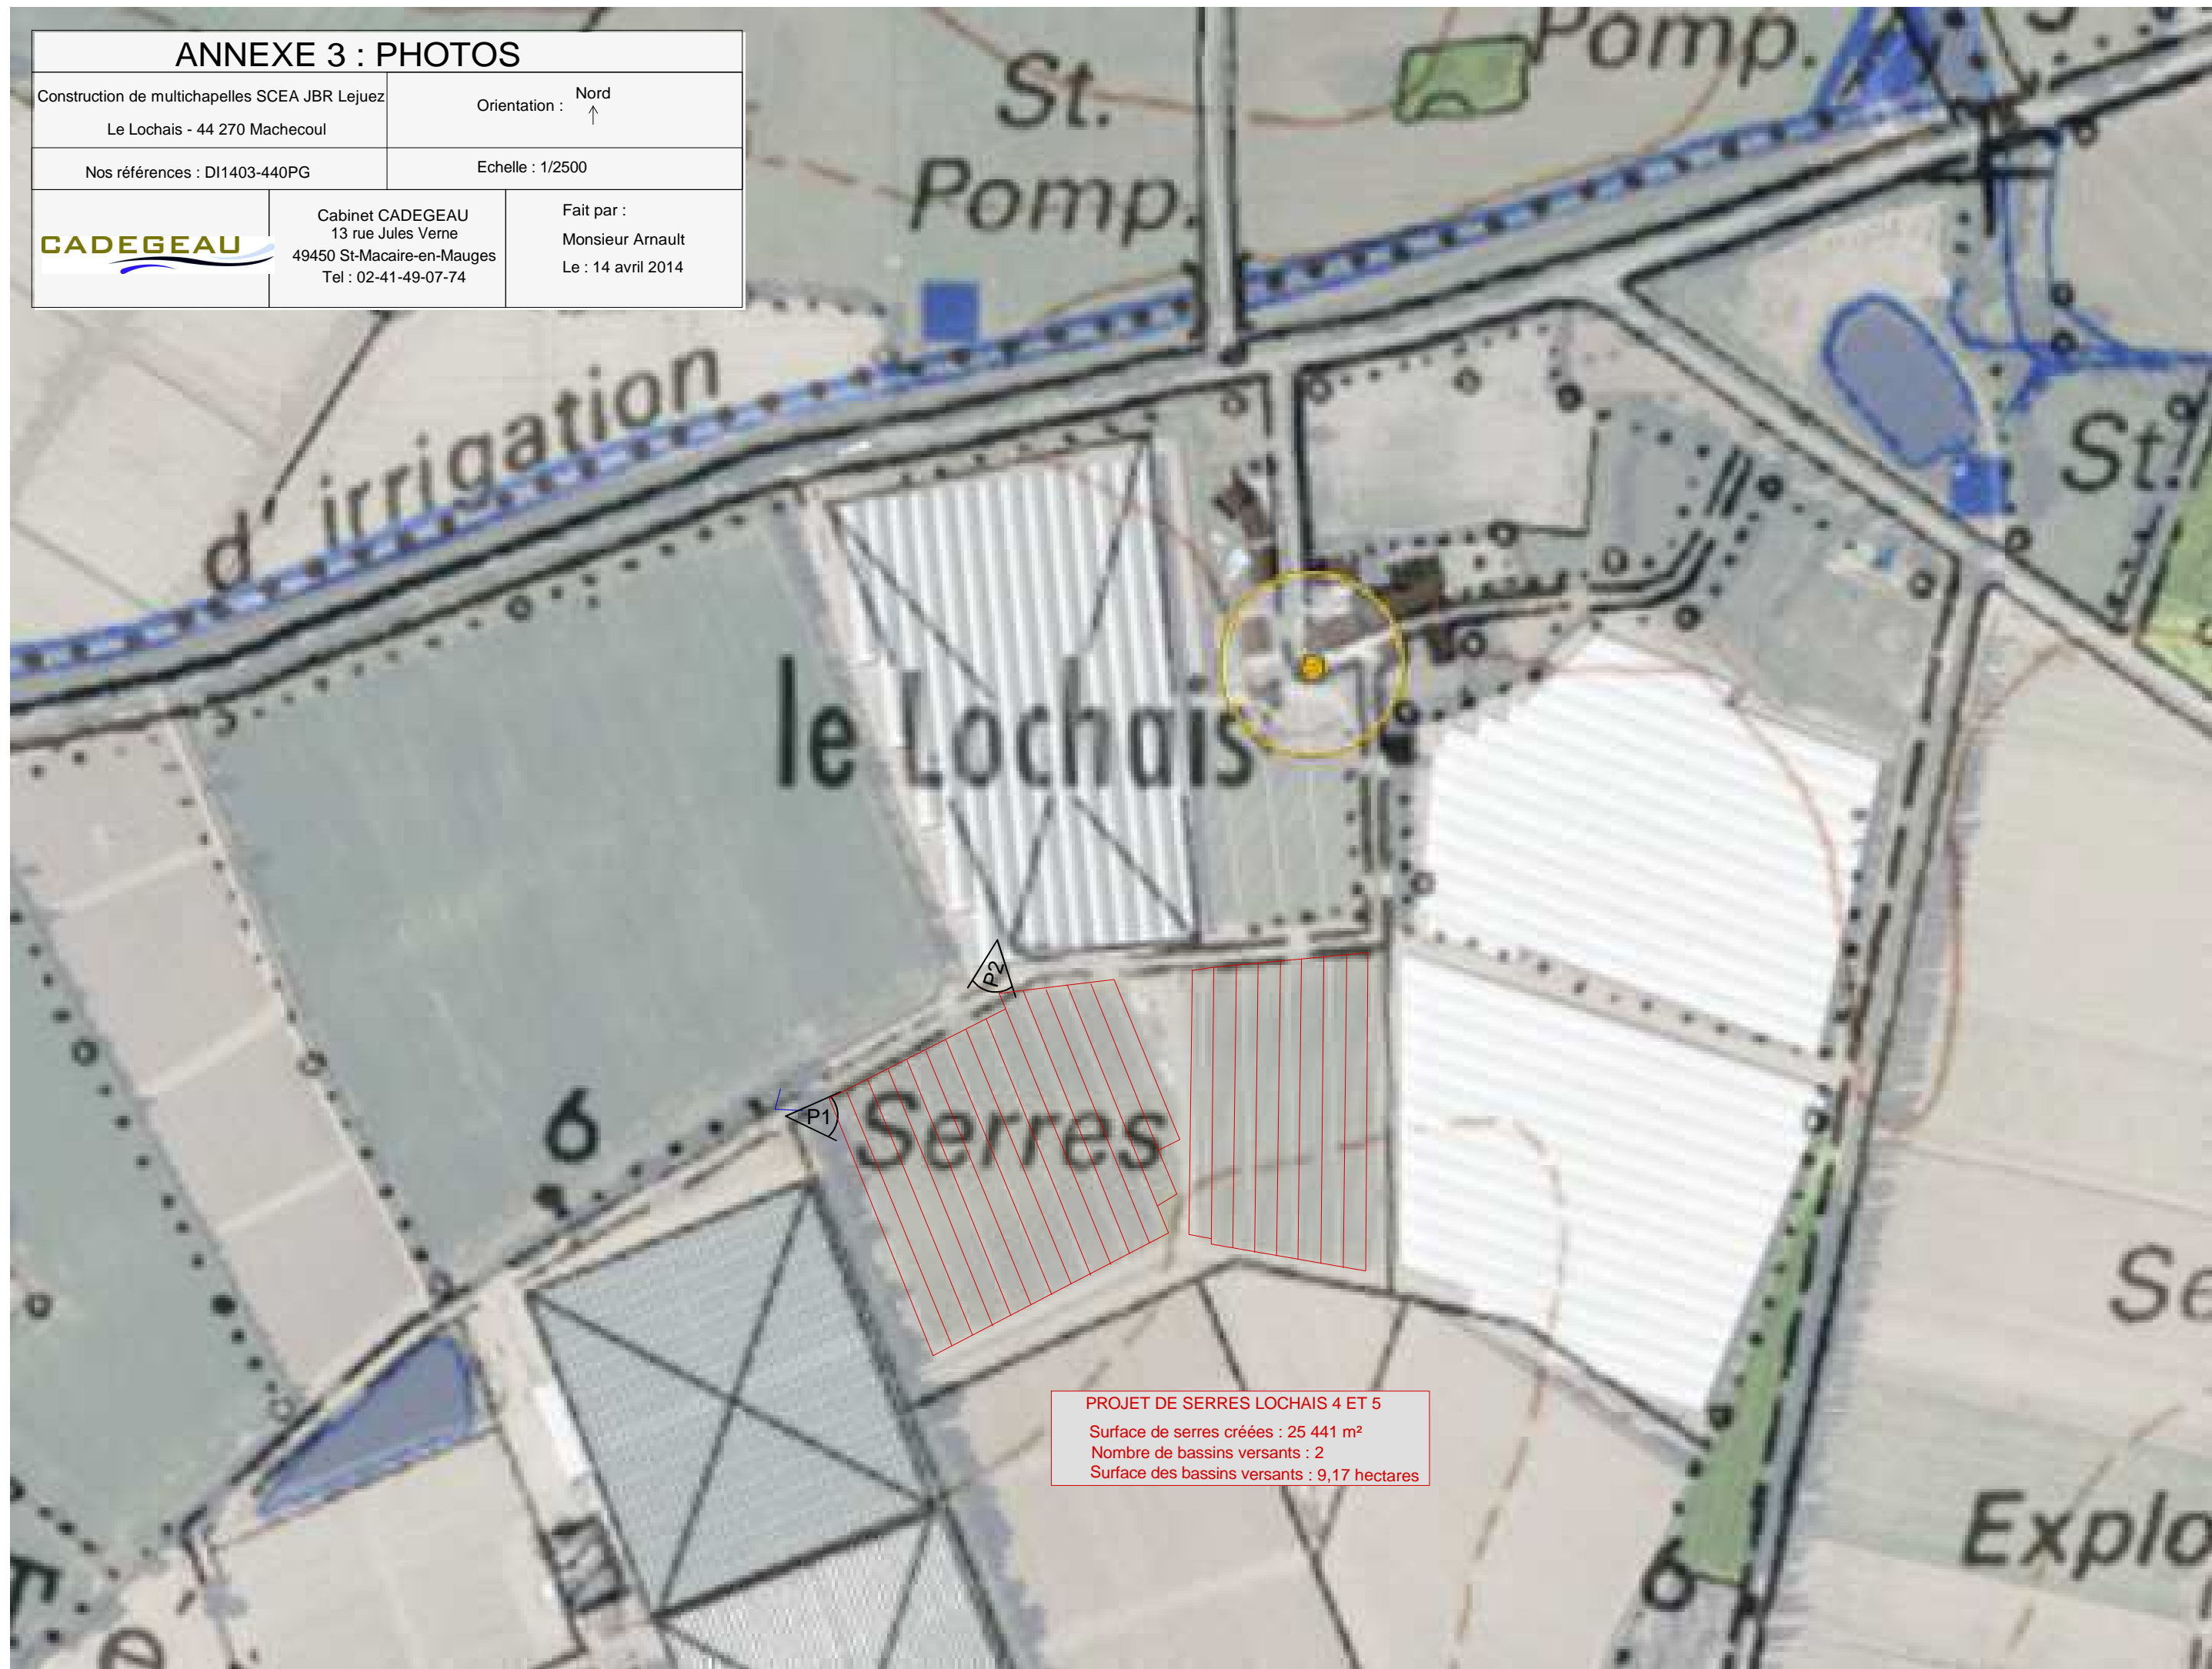 ANNEXE 3 : PHOTOS
Construction de multichapelles SCEA JBR Lejuez
Le Lochais - 44 270 Machecoul
Orientation :
Nord
Nos références : DI1403-440PG
Echelle : 1/2500
CADEGEAU
Cabinet CADEGEAU
13 rue Jules Verne
49450 St-Macaire-en-Mauges
Tel : 02-41-49-07-74
Fait par :
Monsieur Arnault
Le : 14 avril 2014
St.
Pomp.
Pomp.
d'irrigation
St.
le Lochais
P2
P1
Serres
6
Se
PROJET DE SERRES LOCHAIS 4 ET 5
Surface de serres créées : 25 441 m²
Nombre de bassins versants : 2
Surface des bassins versants : 9,17 hectares
Explo
6
e